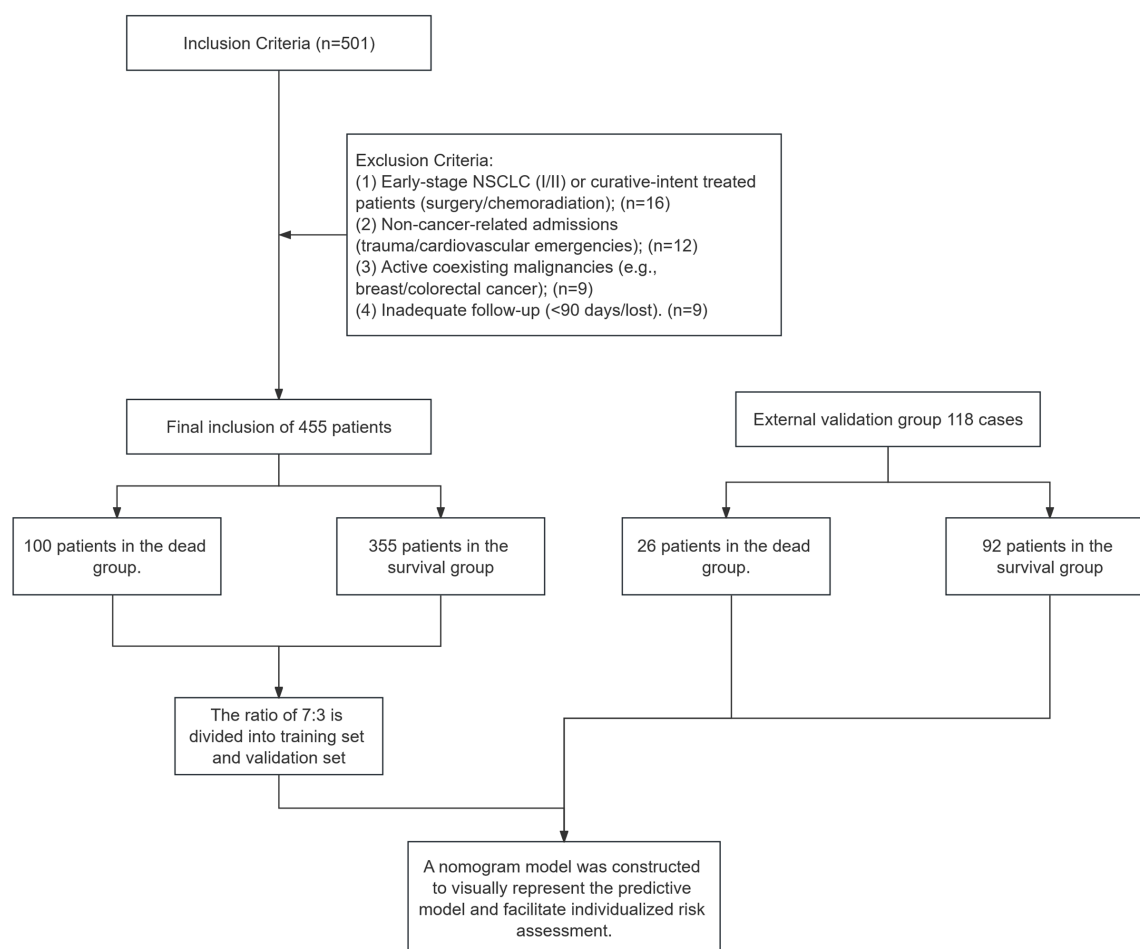 Inclusion Criteria (n=501)
Exclusion Criteria:
(1) Early-stage NSCLC (I/II) or curative-intent treated
patients (surgery/chemoradiation); (n=16)
(2) Non-cancer-related admissions
(trauma/cardiovascular emergencies); (n=12)
(3) Active coexisting malignancies (e.g.,
breast/colorectal cancer); (n=9)
(4) Inadequate follow-up (<90 days/lost). (n=9)
Final inclusion of 455 patients
External validation group 118 cases
100 patients in the dead
group.
355 patients in the
survival group
26 patients in the dead
group.
92 patients in the
survival group
The ratio of 7:3 is
divided into training set
and validation set
A nomogram model was constructed
to visually represent the predictive
model and facilitate individualized risk
assessment.